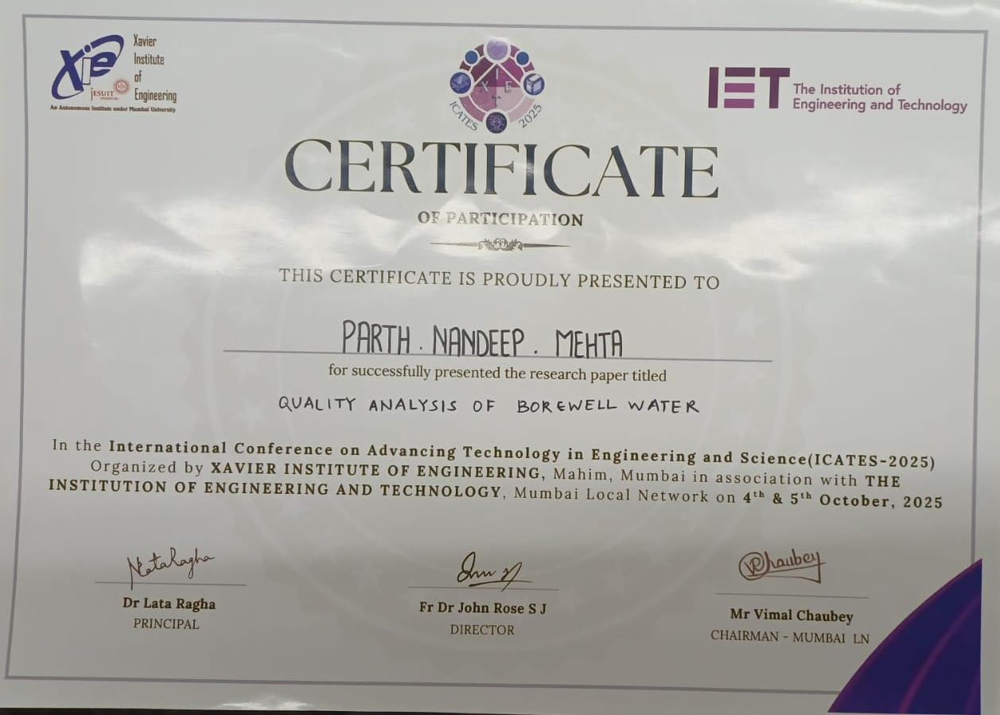 Xavier
Institute
of
Engineering
XIE
JESUIT
An Autonomous Institute under Mumbai University
X I E
T
ICATES 2025
IET The Institution of
Engineering and Technology
CERTIFICATE
OF PARTICIPATION
THIS CERTIFICATE IS PROUDLY PRESENTED TO
PARTH . NANDEEP . MEHTA
for successfully presented the research paper titled
QUALITY ANALYSIS OF BOREWELL WATER
In the International Conference on Advancing Technology in Engineering and Science(ICATES-2025)
Organized by XAVIER INSTITUTE OF ENGINEERING, Mahim, Mumbai in association with THE
INSTITUTION OF ENGINEERING AND TECHNOLOGY, Mumbai Local Network on 4th & 5th October, 2025
Dr Lata Ragha
PRINCIPAL
Fr Dr John Rose S J
DIRECTOR
Mr Vimal Chaubey
CHAIRMAN - MUMBAI LN